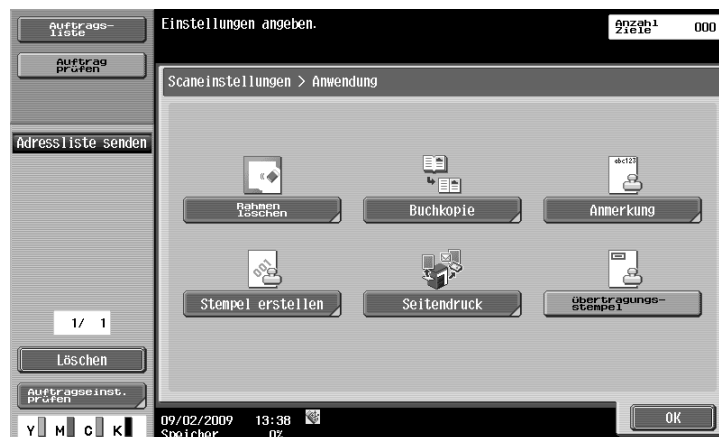 Auftrags-
liste
Auftrag
prüfen
Adressliste senden
1/ 1
Löschen
Auftragseinst.
prüfen
Y M C K
Einstellungen angeben.
Anzahl
Ziele 000
Scaneinstellungen > Anwendung
abc123
Rahmen
löschen
Buchkopie
Anmerkung
001
Stempel erstellen
Seitendruck
übertragungs-
stempel
09/02/2009 13:38
Speicher 0%
OK